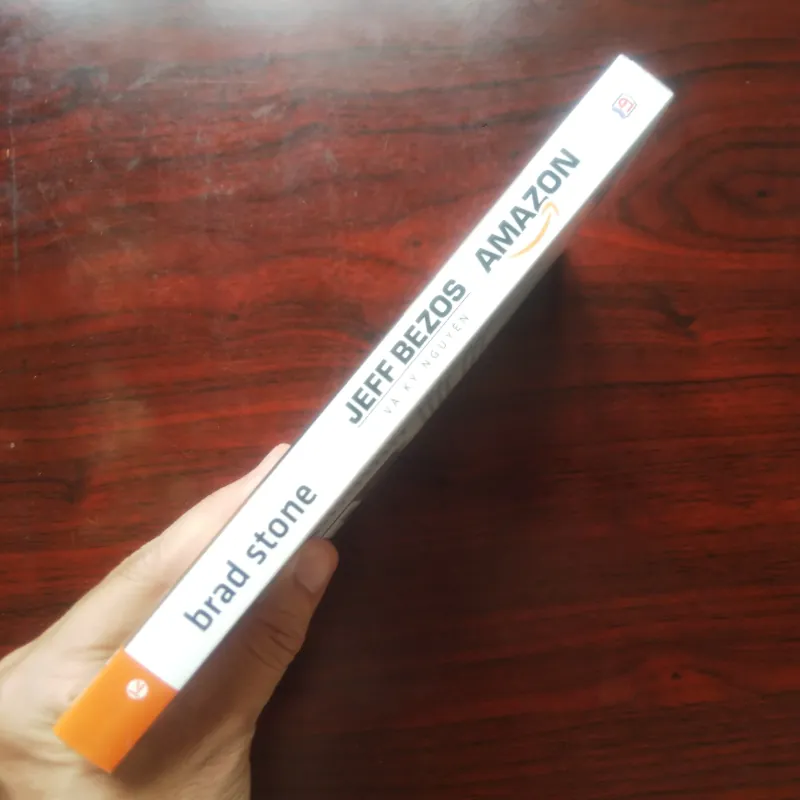 brad stone
JEFF BEZOS
VÀ KỶ NGUYÊN
AMAZON